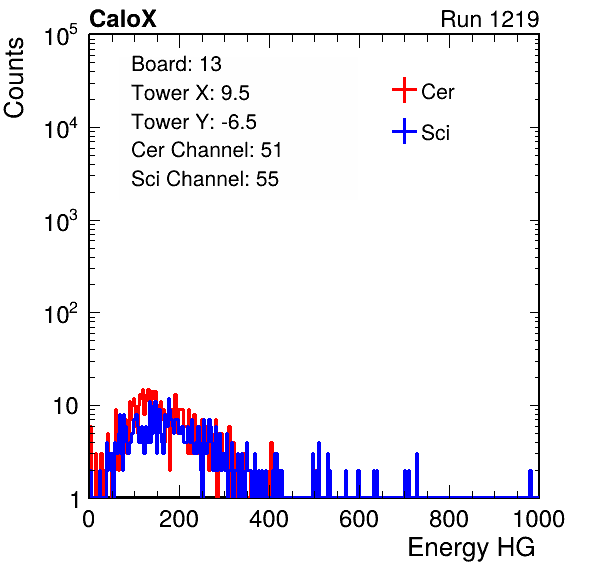 CaloX Run 1219
Counts
10^5
10^4
10^3
10^2
10
1
Board: 13
Tower X: 9.5
Tower Y: -6.5
Cer Channel: 51
Sci Channel: 55
Cer
Sci
0 200 400 600 800 1000
Energy HG